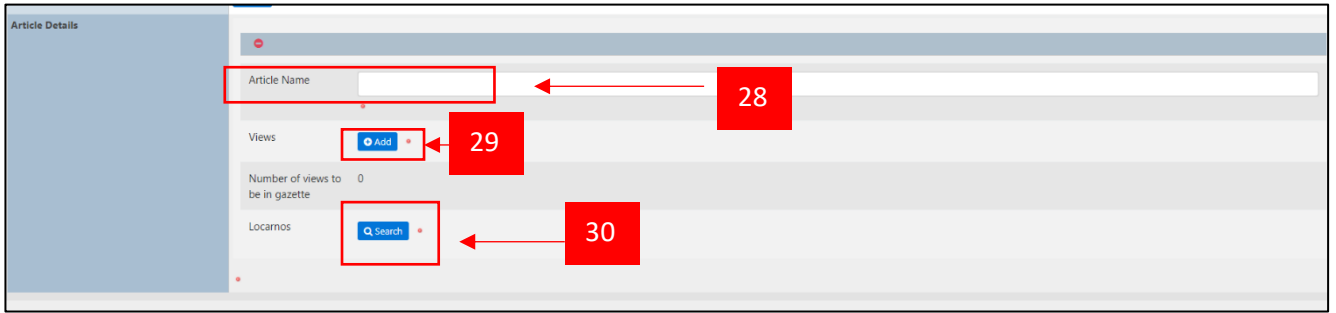 Article Details
Article Name
28
Views
Add
29
Number of views to 0
be in gazette
Locarnos
Search
30